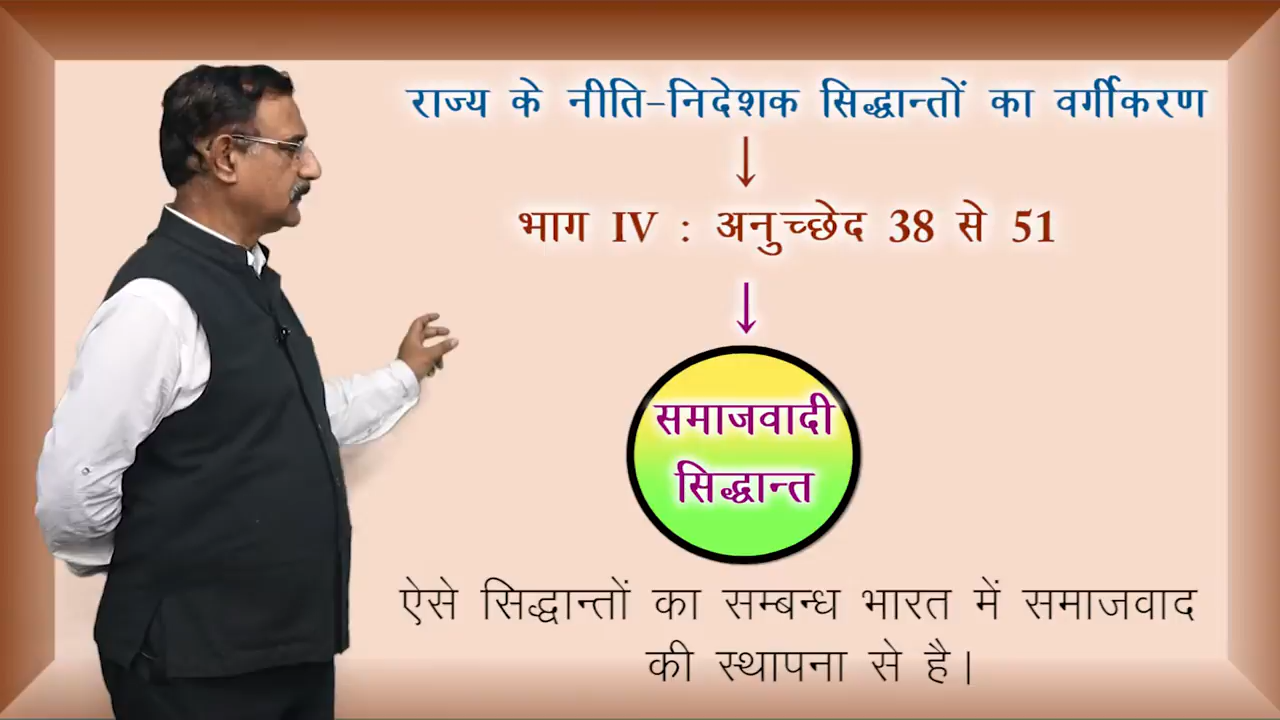 राज्य के नीति-निदेशक सिद्धान्तों का वर्गीकरण
भाग IV : अनुच्छेद 38 से 51
समाजवादी
सिद्धान्त
ऐसे सिद्धान्तों का सम्बन्ध भारत में समाजवाद
की स्थापना से है।